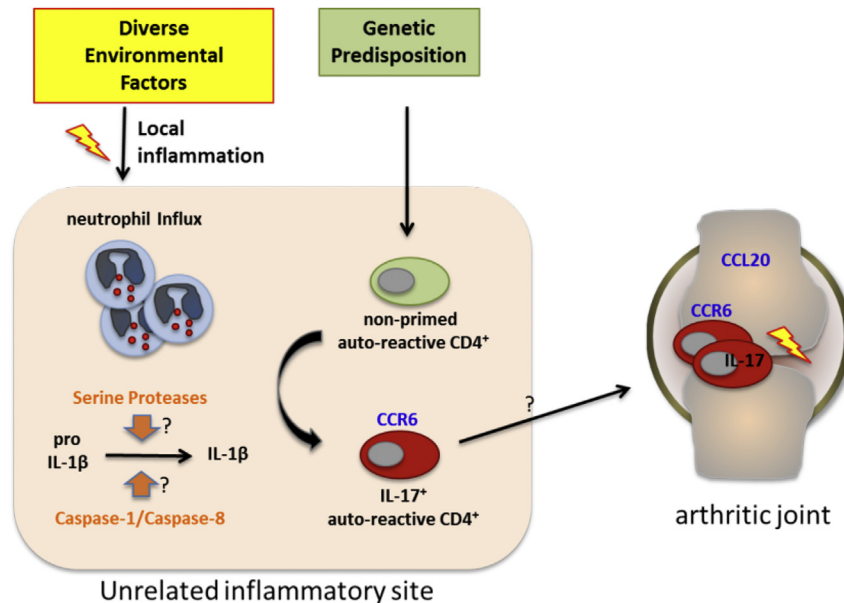 Diverse
Environmental
Factors
Genetic
Predisposition
Local
inflammation
neutrophil Influx
non-primed
auto-reactive CD4⁺
Serine Proteases
?
pro
IL-1β
IL-1β
?
Caspase-1/Caspase-8
CCR6
IL-17⁺
auto-reactive CD4⁺
?
CCL20
CCR6
IL-17
arthritic joint
Unrelated inflammatory site